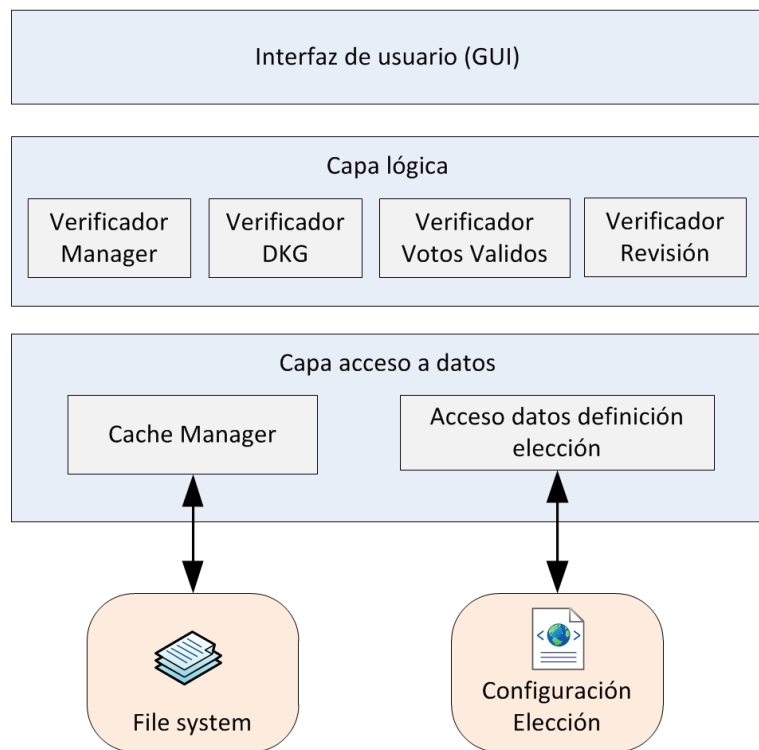 Interfaz de usuario (GUI)
Capa lógica
Verificador
Manager
Verificador
DKG
Verificador
Votos Validos
Verificador
Revisión
Capa acceso a datos
Cache Manager
Acceso datos definición
elección
File system
Configuración
Elección